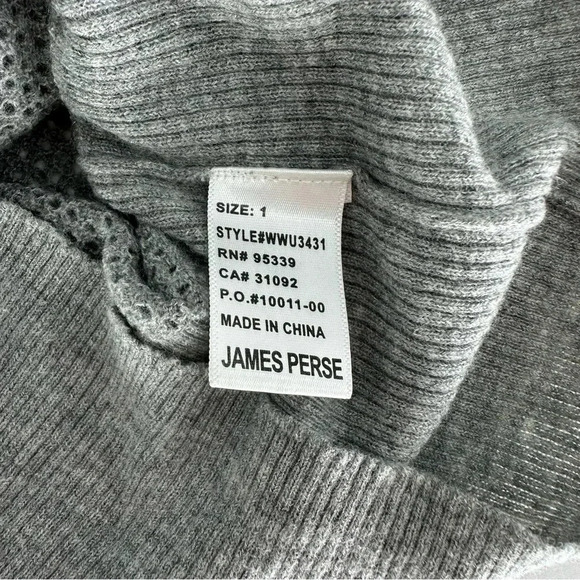 SIZE: 1
STYLE#WWU3431
RN# 95339
CA# 31092
P.O.#10011-00
MADE IN CHINA
JAMES PERSE